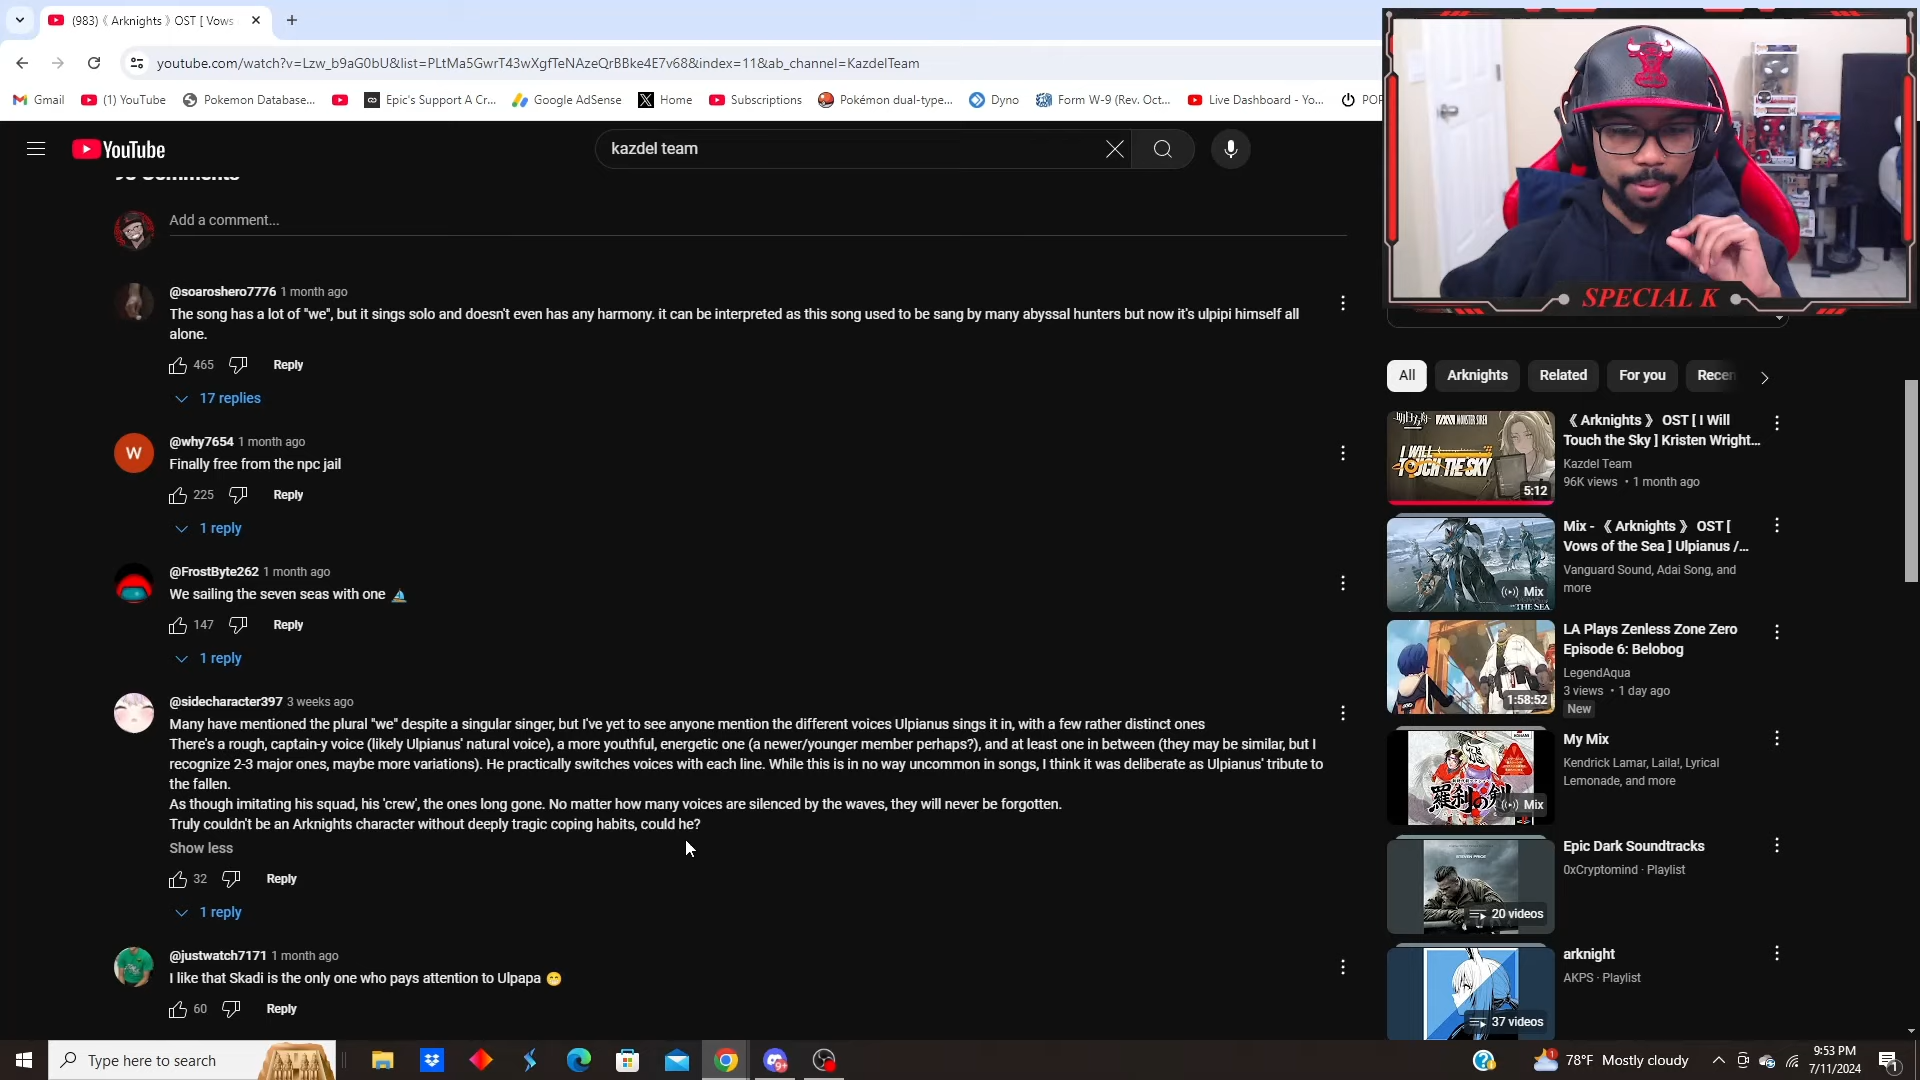 (983)《 Arknights 》OST [ Vows
youtube.com/watch?v=Lzw_b9aG0bU&list=PLtMa5GwrT43wXgfTeNAzeQrBBke4E7v68&index=11&ab_channel=KazdelTeam
Gmail
(1) YouTube
Pokemon Database...
Epic's Support A Cr...
Google AdSense
Home
Subscriptions
Pokémon dual-type...
Dyno
Form W-9 (Rev. Oct...
Live Dashboard - Yo...
YouTube
kazdel team
SPECIAL K
Comments
Add a comment...
@soaroshero7776 1 month ago
The song has a lot of "we", but it sings solo and doesn't even has any harmony. it can be interpreted as this song used to be sang by many abyssal hunters but now it's ulpipi himself all
alone.
465 Reply
17 replies
W
@why7654 1 month ago
Finally free from the npc jail
225 Reply
1 reply
@FrostByte262 1 month ago
We sailing the seven seas with one ⛵
147 Reply
1 reply
@sidecharacter397 3 weeks ago
Many have mentioned the plural "we" despite a singular singer, but I've yet to see anyone mention the different voices Ulpianus sings it in, with a few rather distinct ones
There's a rough, captain-y voice (likely Ulpianus' natural voice), a more youthful, energetic one (a newer/younger member perhaps?), and at least one in between (they may be similar, but I
recognize 2-3 major ones, maybe more variations). He practically switches voices with each line. While this is in no way uncommon in songs, I think it was deliberate as Ulpianus' tribute to
the fallen.
As though imitating his squad, his 'crew', the ones long gone. No matter how many voices are silenced by the waves, they will never be forgotten.
Truly couldn't be an Arknights character without deeply tragic coping habits, could he?
Show less
32 Reply
1 reply
@justwatch7171 1 month ago
I like that Skadi is the only one who pays attention to Ulpapa 😁
60 Reply
All
Arknights
Related
For you
Recen
I WILL
TOUCH THE SKY
5:12
《 Arknights 》 OST [ I Will
Touch the Sky ] Kristen Wright...
Kazdel Team
96K views • 1 month ago
THE SEA
Mix
Mix -《 Arknights 》 OST [
Vows of the Sea ] Ulpianus /...
Vanguard Sound, Adai Song, and
more
1:58:52
LA Plays Zenless Zone Zero
Episode 6: Belobog
LegendAqua
3 views • 1 day ago
New
Mix
My Mix
Kendrick Lamar, Laila!, Lyrical
Lemonade, and more
STEVEN PRICE
20 videos
Epic Dark Soundtracks
0xCryptomind · Playlist
37 videos
arknight
AKPS · Playlist
Type here to search
9+
1
78°F Mostly cloudy
9:53 PM
7/11/2024
1